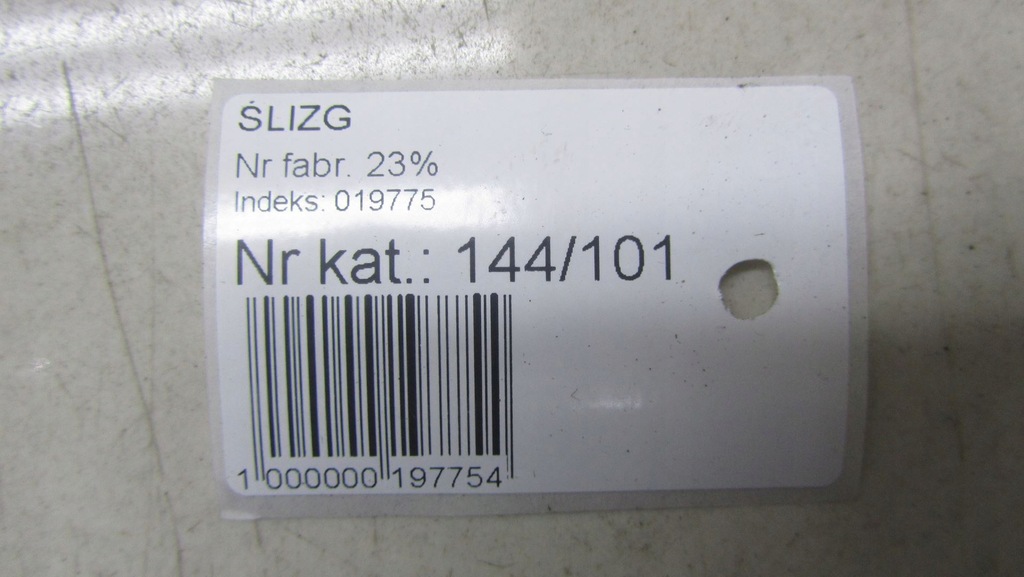 ŚLIZG
Nr fabr. 23%
Indeks: 019775
Nr kat.: 144/101
1 000000 197754